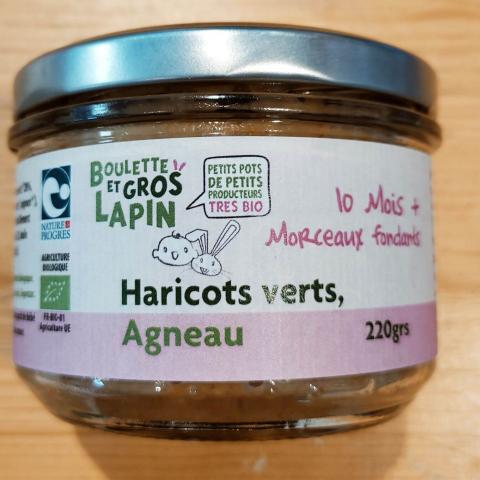 BOULETTE
ET GROS
LAPIN
PETITS POTS
DE PETITS
PRODUCTEURS
TRES BIO
10 Mois +
Morceaux fondants
NATURE &
PROGRES
AGRICULTURE
BIOLOGIQUE
FR-BIO-01
Agriculture UE
Haricots verts,
Agneau
220grs